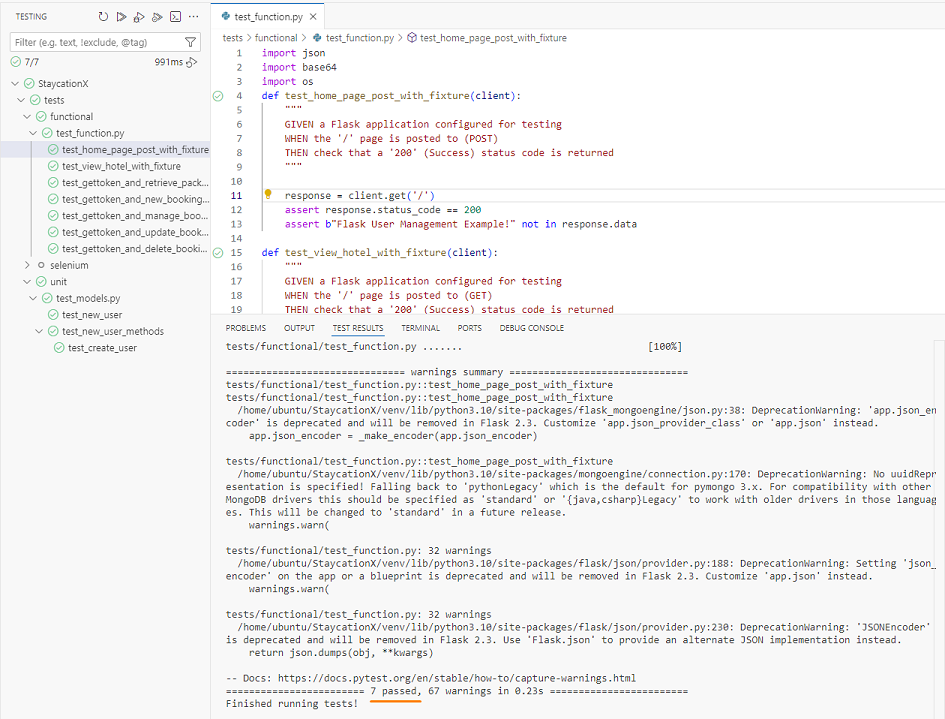 TESTING
Filter (e.g. text, !exclude, @tag)
7/7 991ms
StaycationX
tests
functional
test_function.py
test_home_page_post_with_fixture
test_view_hotel_with_fixture
test_gettoken_and_retrieve_pack...
test_gettoken_and_new_booking...
test_gettoken_and_manage_boo...
test_gettoken_and_update_book...
test_gettoken_and_delete_booki...
selenium
unit
test_models.py
test_new_user
test_new_user_methods
test_create_user
test_function.py
tests > functional > test_function.py > test_home_page_post_with_fixture
1 import json
2 import base64
3 import os
4 def test_home_page_post_with_fixture(client):
5 """
6 GIVEN a Flask application configured for testing
7 WHEN the '/' page is posted to (POST)
8 THEN check that a '200' (Success) status code is returned
9 """
10
11 response = client.get('/')
12 assert response.status_code == 200
13 assert b"Flask User Management Example!" not in response.data
14
15 def test_view_hotel_with_fixture(client):
16 """
17 GIVEN a Flask application configured for testing
18 WHEN the '/' page is posted to (GET)
19 THEN check that a '200' (Success) status code is returned
PROBLEMS OUTPUT TEST RESULTS TERMINAL PORTS DEBUG CONSOLE
tests/functional/test_function.py ....... [100%]
============================== warnings summary ===============================
tests/functional/test_function.py::test_home_page_post_with_fixture
tests/functional/test_function.py::test_home_page_post_with_fixture
/home/ubuntu/StaycationX/venv/lib/python3.10/site-packages/flask_mongoengine/json.py:38: DeprecationWarning: 'app.json_en
coder' is deprecated and will be removed in Flask 2.3. Customize 'app.json_provider_class' or 'app.json' instead.
app.json_encoder = _make_encoder(app.json_encoder)
tests/functional/test_function.py::test_home_page_post_with_fixture
/home/ubuntu/StaycationX/venv/lib/python3.10/site-packages/mongoengine/connection.py:170: DeprecationWarning: No uuidRepr
esentation is specified! Falling back to 'pythonLegacy' which is the default for pymongo 3.x. For compatibility with other
MongoDB drivers this should be specified as 'standard' or '{java,csharp}Legacy' to work with older drivers in those languag
es. This will be changed to 'standard' in a future release.
warnings.warn(
tests/functional/test_function.py: 32 warnings
/home/ubuntu/StaycationX/venv/lib/python3.10/site-packages/flask/json/provider.py:188: DeprecationWarning: Setting 'json_
encoder' on the app or a blueprint is deprecated and will be removed in Flask 2.3. Customize 'app.json' instead.
warnings.warn(
tests/functional/test_function.py: 32 warnings
/home/ubuntu/StaycationX/venv/lib/python3.10/site-packages/flask/json/provider.py:230: DeprecationWarning: 'JSONEncoder'
is deprecated and will be removed in Flask 2.3. Use 'Flask.json' to provide an alternate JSON implementation instead.
return json.dumps(obj, **kwargs)
-- Docs: https://docs.pytest.org/en/stable/how-to/capture-warnings.html
======================== 7 passed, 67 warnings in 0.23s ========================
Finished running tests!